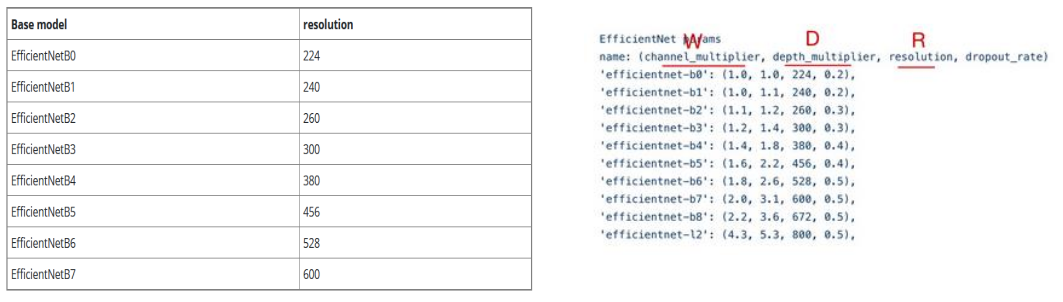 Base model resolution
EfficientNetB0 224
EfficientNetB1 240
EfficientNetB2 260
EfficientNetB3 300
EfficientNetB4 380
EfficientNetB5 456
EfficientNetB6 528
EfficientNetB7 600
W D R
EfficientNet params
name: (channel_multiplier, depth_multiplier, resolution, dropout_rate)
'efficientnet-b0': (1.0, 1.0, 224, 0.2),
'efficientnet-b1': (1.0, 1.1, 240, 0.2),
'efficientnet-b2': (1.1, 1.2, 260, 0.3),
'efficientnet-b3': (1.2, 1.4, 300, 0.3),
'efficientnet-b4': (1.4, 1.8, 380, 0.4),
'efficientnet-b5': (1.6, 2.2, 456, 0.4),
'efficientnet-b6': (1.8, 2.6, 528, 0.5),
'efficientnet-b7': (2.0, 3.1, 600, 0.5),
'efficientnet-b8': (2.2, 3.6, 672, 0.5),
'efficientnet-l2': (4.3, 5.3, 800, 0.5),